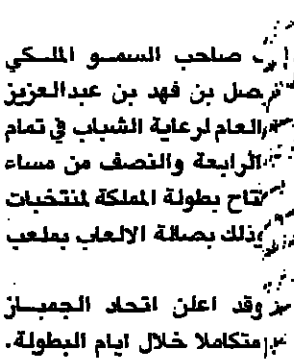 صاحب السمو الملكي
فيصل بن فهد بن عبدالعزيز
العام لرعاية الشباب في تمام
الرابعة والنصف من مساء
بطولة المملكة لمنتخبات
وذلك بصالة الالعاب بملعب
وقد اعلن اتحاد الجمباز
متكاملا خلال ايام البطولة.